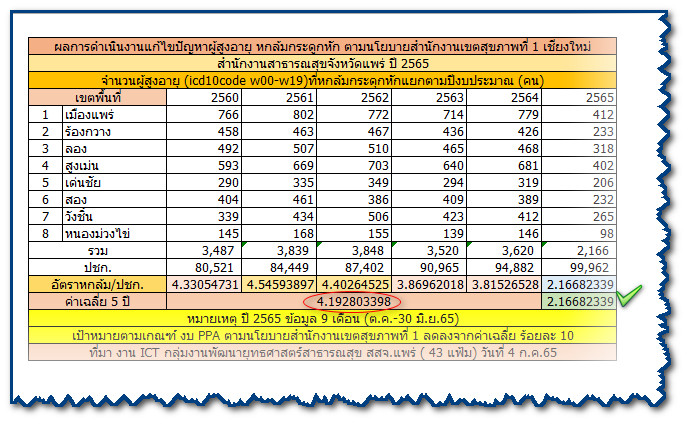 ผลการดำเนินงานแก้ไขปัญหาผู้สูงอายุ หกล้มกระดูกหัก ตามนโยบายสำนักงานเขตสุขภาพที่ 1 เชียงใหม่
สำนักงานสาธารณสุขจังหวัดแพร่ ปี 2565
จำนวนผู้สูงอายุ (icd10code w00-w19)ที่หกล้มกระดูกหักแยกตามปีงบประมาณ (คน)
เขตพื้นที่ 2560 2561 2562 2563 2564 2565
1 เมืองแพร่ 766 802 772 714 779 412
2 ร้องกวาง 458 463 467 436 426 233
3 ลอง 492 507 510 465 468 318
4 สูงเม่น 593 669 703 640 681 402
5 เด่นชัย 290 335 349 294 319 206
6 สอง 404 461 386 409 389 232
7 วังชิ้น 339 434 506 423 412 265
8 หนองม่วงไข่ 145 168 155 139 146 98
รวม 3,487 3,839 3,848 3,520 3,620 2,166
ปชก. 80,521 84,449 87,402 90,965 94,882 99,962
อัตราหกล้ม/ปชก. 4.33054731 4.54593897 4.40264525 3.86962018 3.81526528 2.16682339
ค่าเฉลี่ย 5 ปี 4.192803398 2.16682339
หมายเหตุ ปี 2565 ข้อมูล 9 เดือน (ต.ค.-30 มิ.ย.65)
เป้าหมายตามเกณฑ์ งบ PPA ตามนโยบายสำนักงานเขตสุขภาพที่ 1 ลดลงจากค่าเฉลี่ย ร้อยละ 10
ที่มา งาน ICT กลุ่มงานพัฒนายุทธศาสตร์สาธารณสุข สสจ.แพร่ ( 43 แฟ้ม) วันที่ 4 ก.ค.65